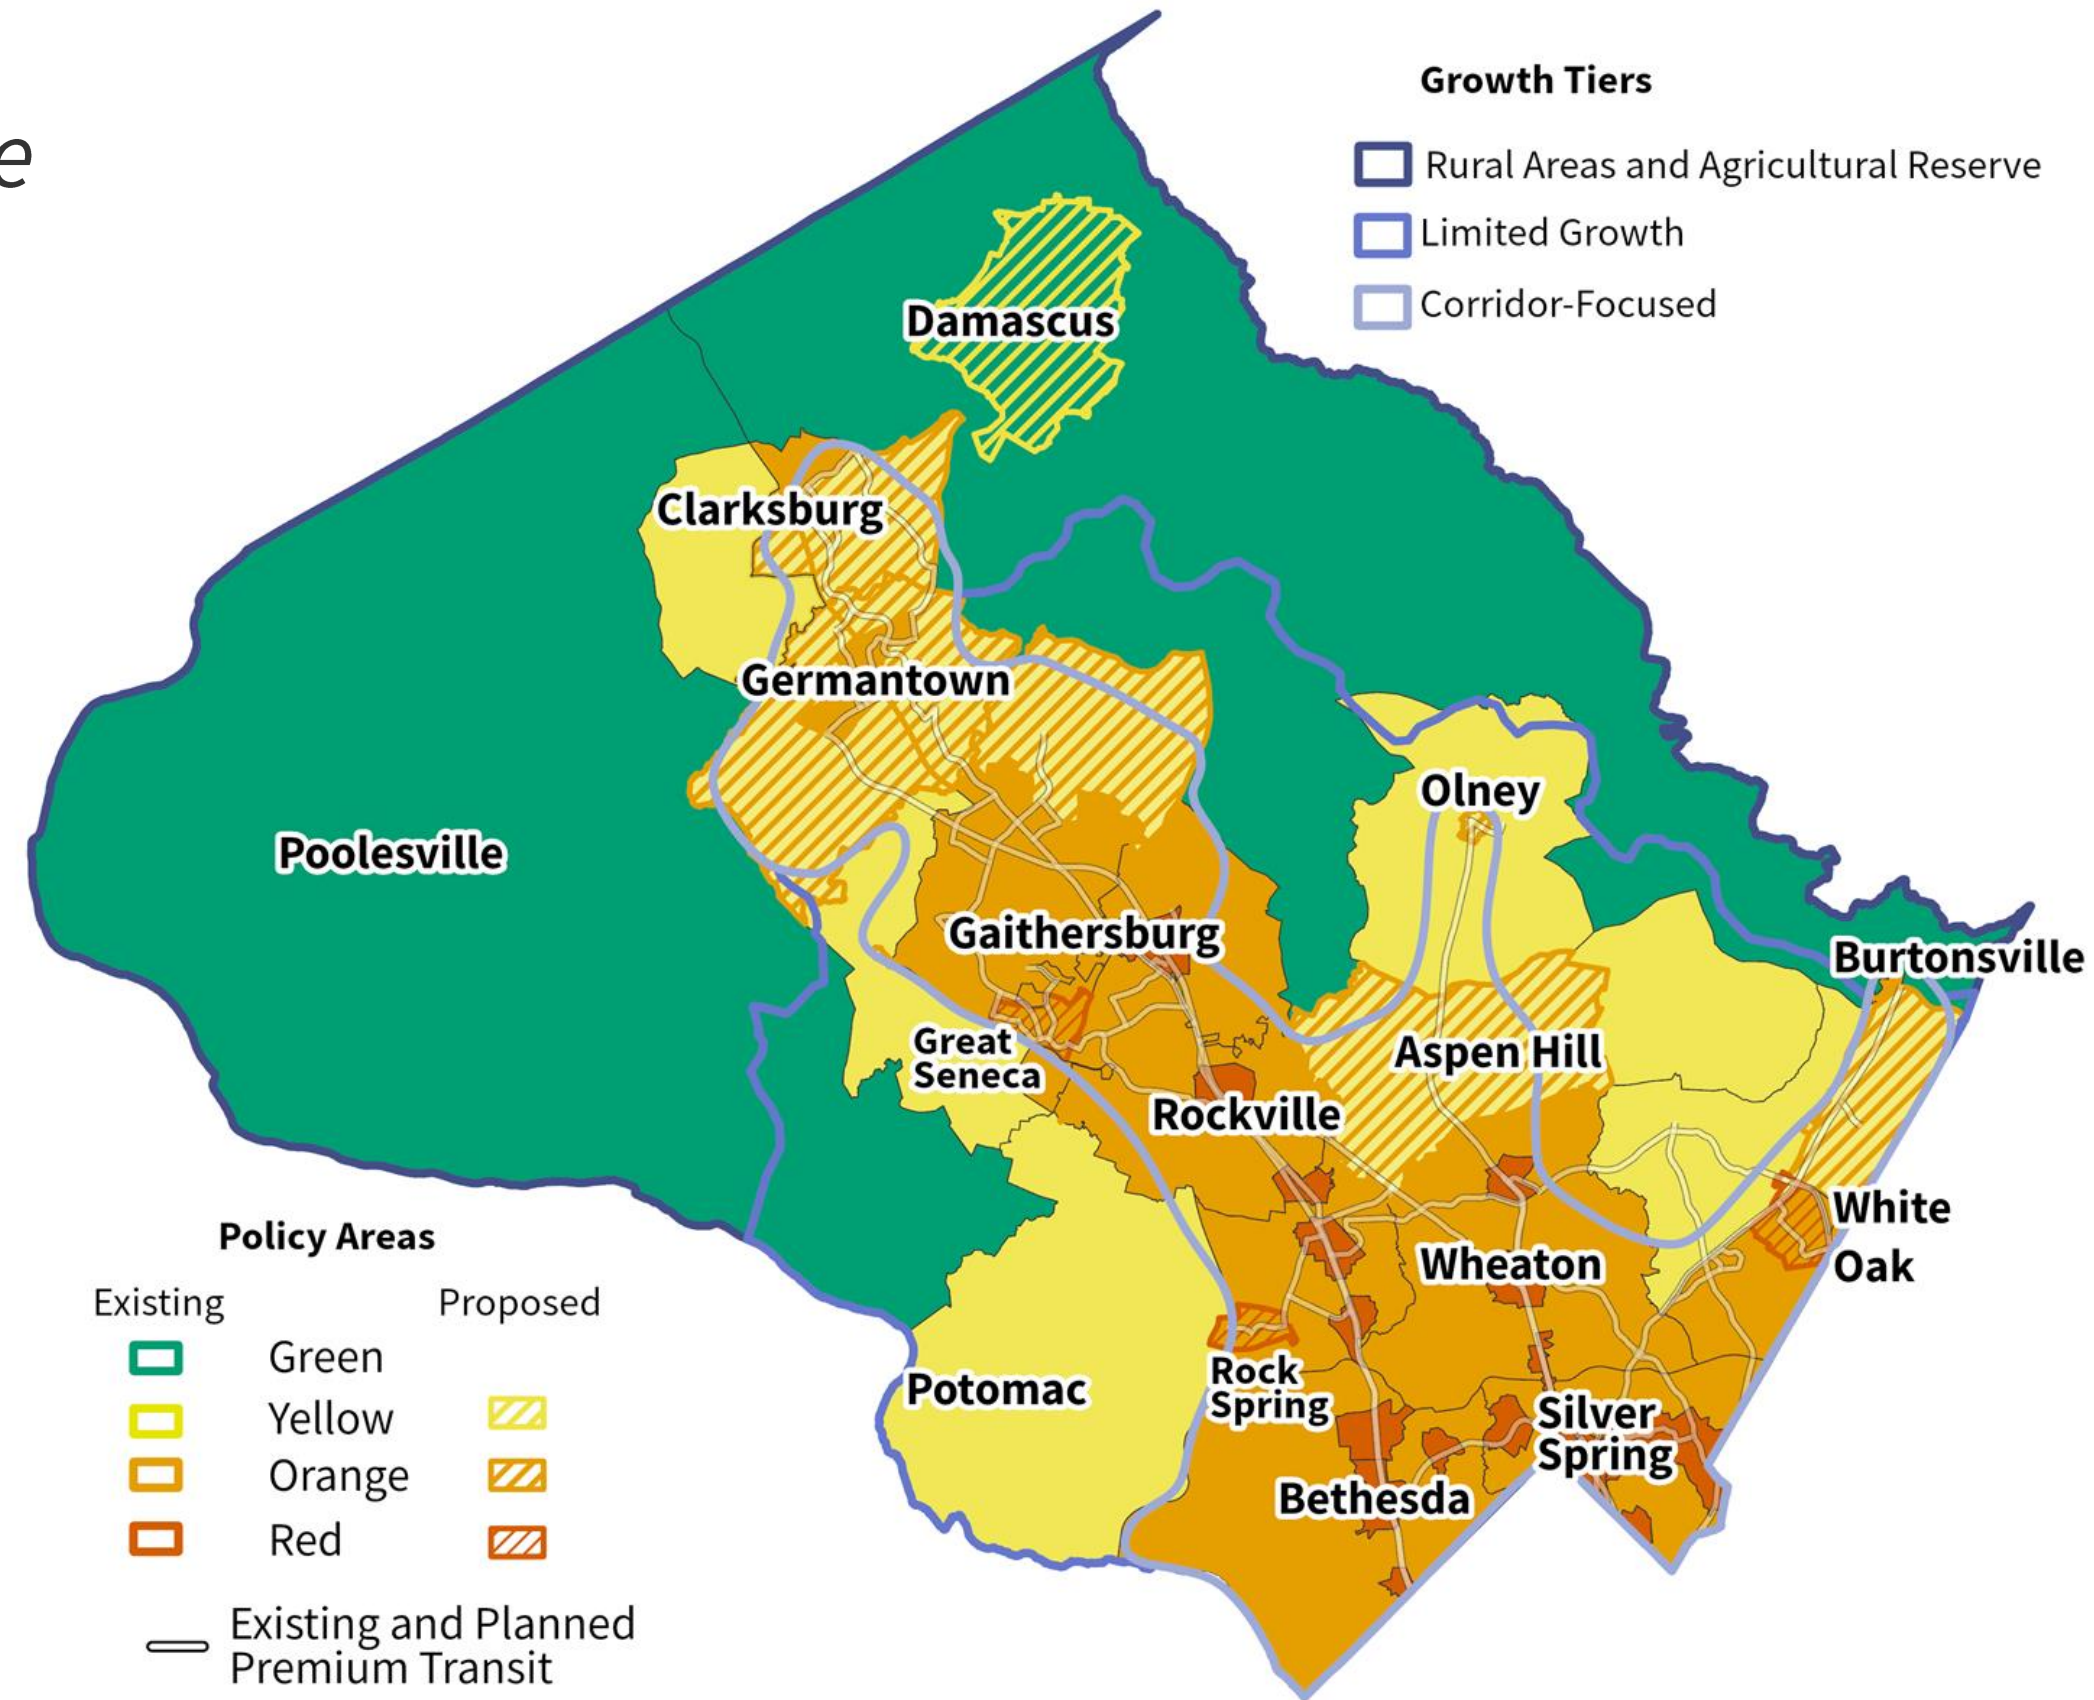 e
Growth Tiers
Rural Areas and Agricultural Reserve
Limited Growth
Corridor-Focused
Damascus
Clarksburg
Germantown
Olney
Poolesville
Gaithersburg
Burtonsville
Great
Seneca
Aspen Hill
Rockville
White
Oak
Wheaton
Rock
Spring
Potomac
Silver
Spring
Bethesda
Policy Areas
Existing Proposed
Green
Yellow
Orange
Red
Existing and Planned
Premium Transit